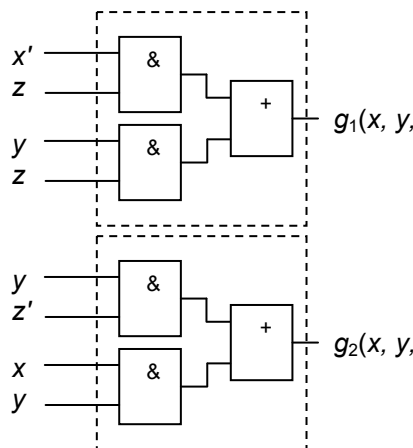 x'
&
z
+
g₁(x, y,
y
&
z
y
&
z'
+
g₂(x, y,
x
&
y